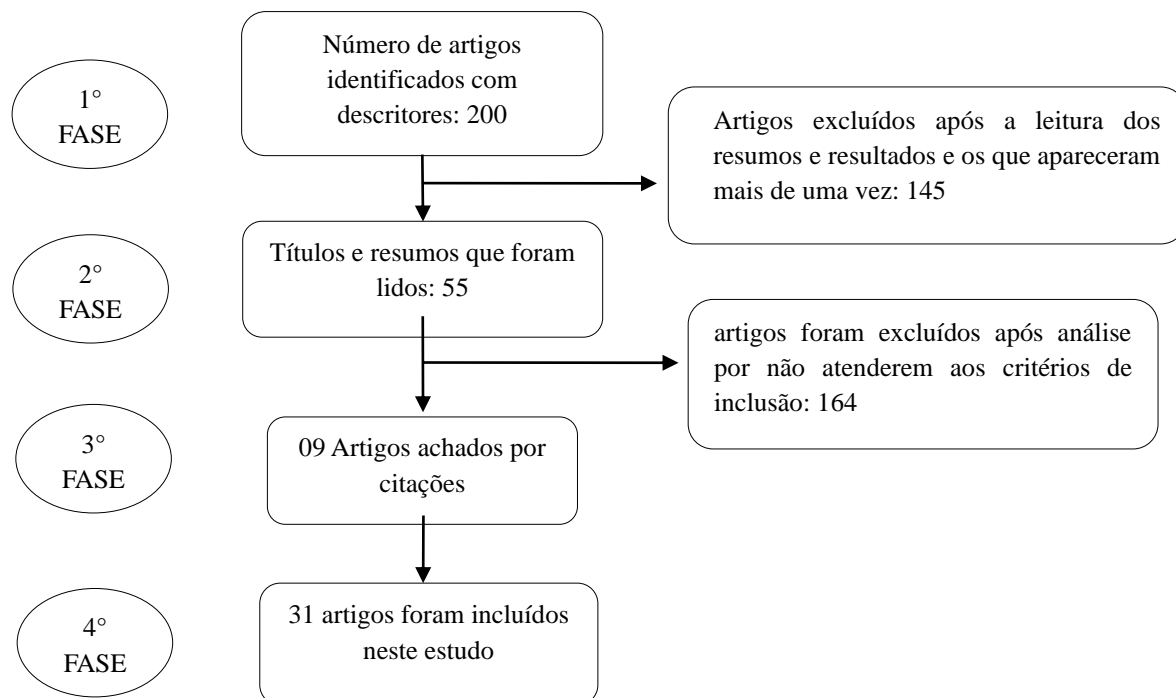 Número de artigos
identificados com
descritores: 200
1°
FASE
Artigos excluídos após a leitura dos
resumos e resultados e os que apareceram
mais de uma vez: 145
Títulos e resumos que foram
lidos: 55
2°
FASE
artigos foram excluídos após análise
por não atenderem aos critérios de
inclusão: 164
09 Artigos achados por
citações
3°
FASE
31 artigos foram incluídos
neste estudo
4°
FASE